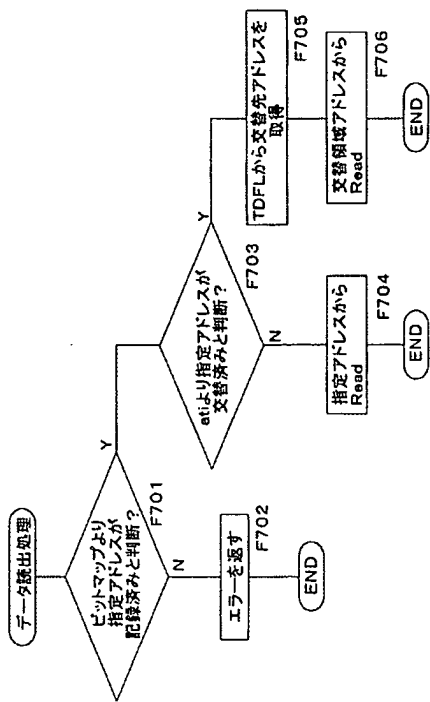 データ読出処理
ビットマップより
指定アドレスが
記録済みと判断?
F701
Y
N
エラーを返す
F702
END
atiより指定アドレスが
交替済みと判断?
F703
Y
N
指定アドレスから
Read
F704
END
TDFLから交替先アドレスを
取得
F705
交替領域アドレスから
Read
F706
END